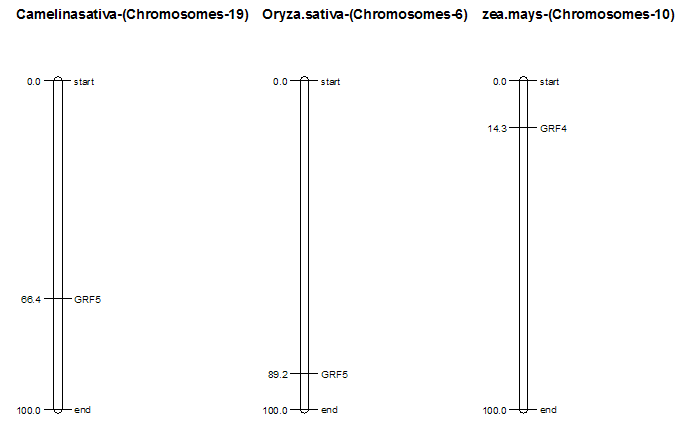 Camelinasativa-(Chromosomes-19) Oryza.sativa-(Chromosomes-6) zea.mays-(Chromosomes-10)
0.0 start 0.0 start 0.0 start
14.3 GRF4
66.4 GRF5
89.2 GRF5
100.0 end 100.0 end 100.0 end